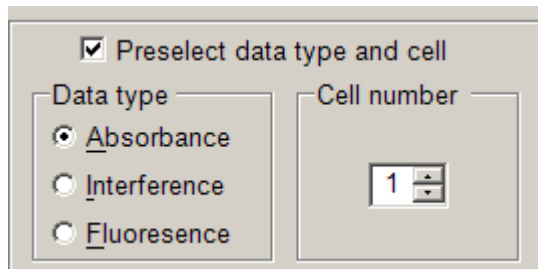 Preselect data type and cell
Data type
Absorbance
Interference
Fluoresence
Cell number
1